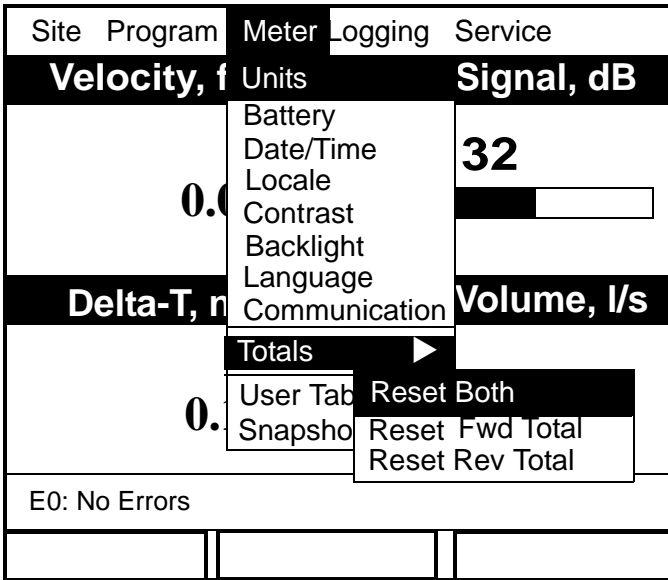 Site Program Meter Logging Service
Velocity, f Units Signal, dB
Battery
Date/Time 32
Locale
0.0 Contrast
Backlight
Language
Delta-T, n Communication Volume, l/s
Totals
User Tab Reset Both
0. Snapsho Reset Fwd Total
Reset Rev Total
E0: No Errors